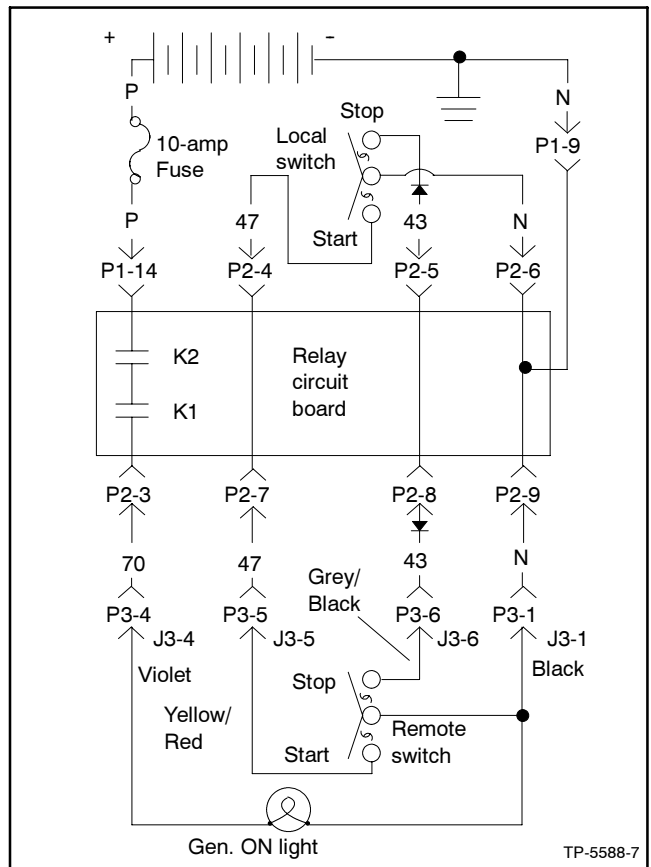 + -
P
10-amp
Fuse
P
Local
switch
Stop
Start
N
P1-9
47
43
N
P1-14
P2-4
P2-5
P2-6
K2
K1
Relay
circuit
board
P2-3
P2-7
P2-8
P2-9
70
47
43
N
Grey/
Black
P3-4
P3-5
P3-6
P3-1
J3-4
J3-5
J3-6
J3-1
Violet
Black
Yellow/
Red
Stop
Start
Remote
switch
Gen. ON light
TP-5588-7